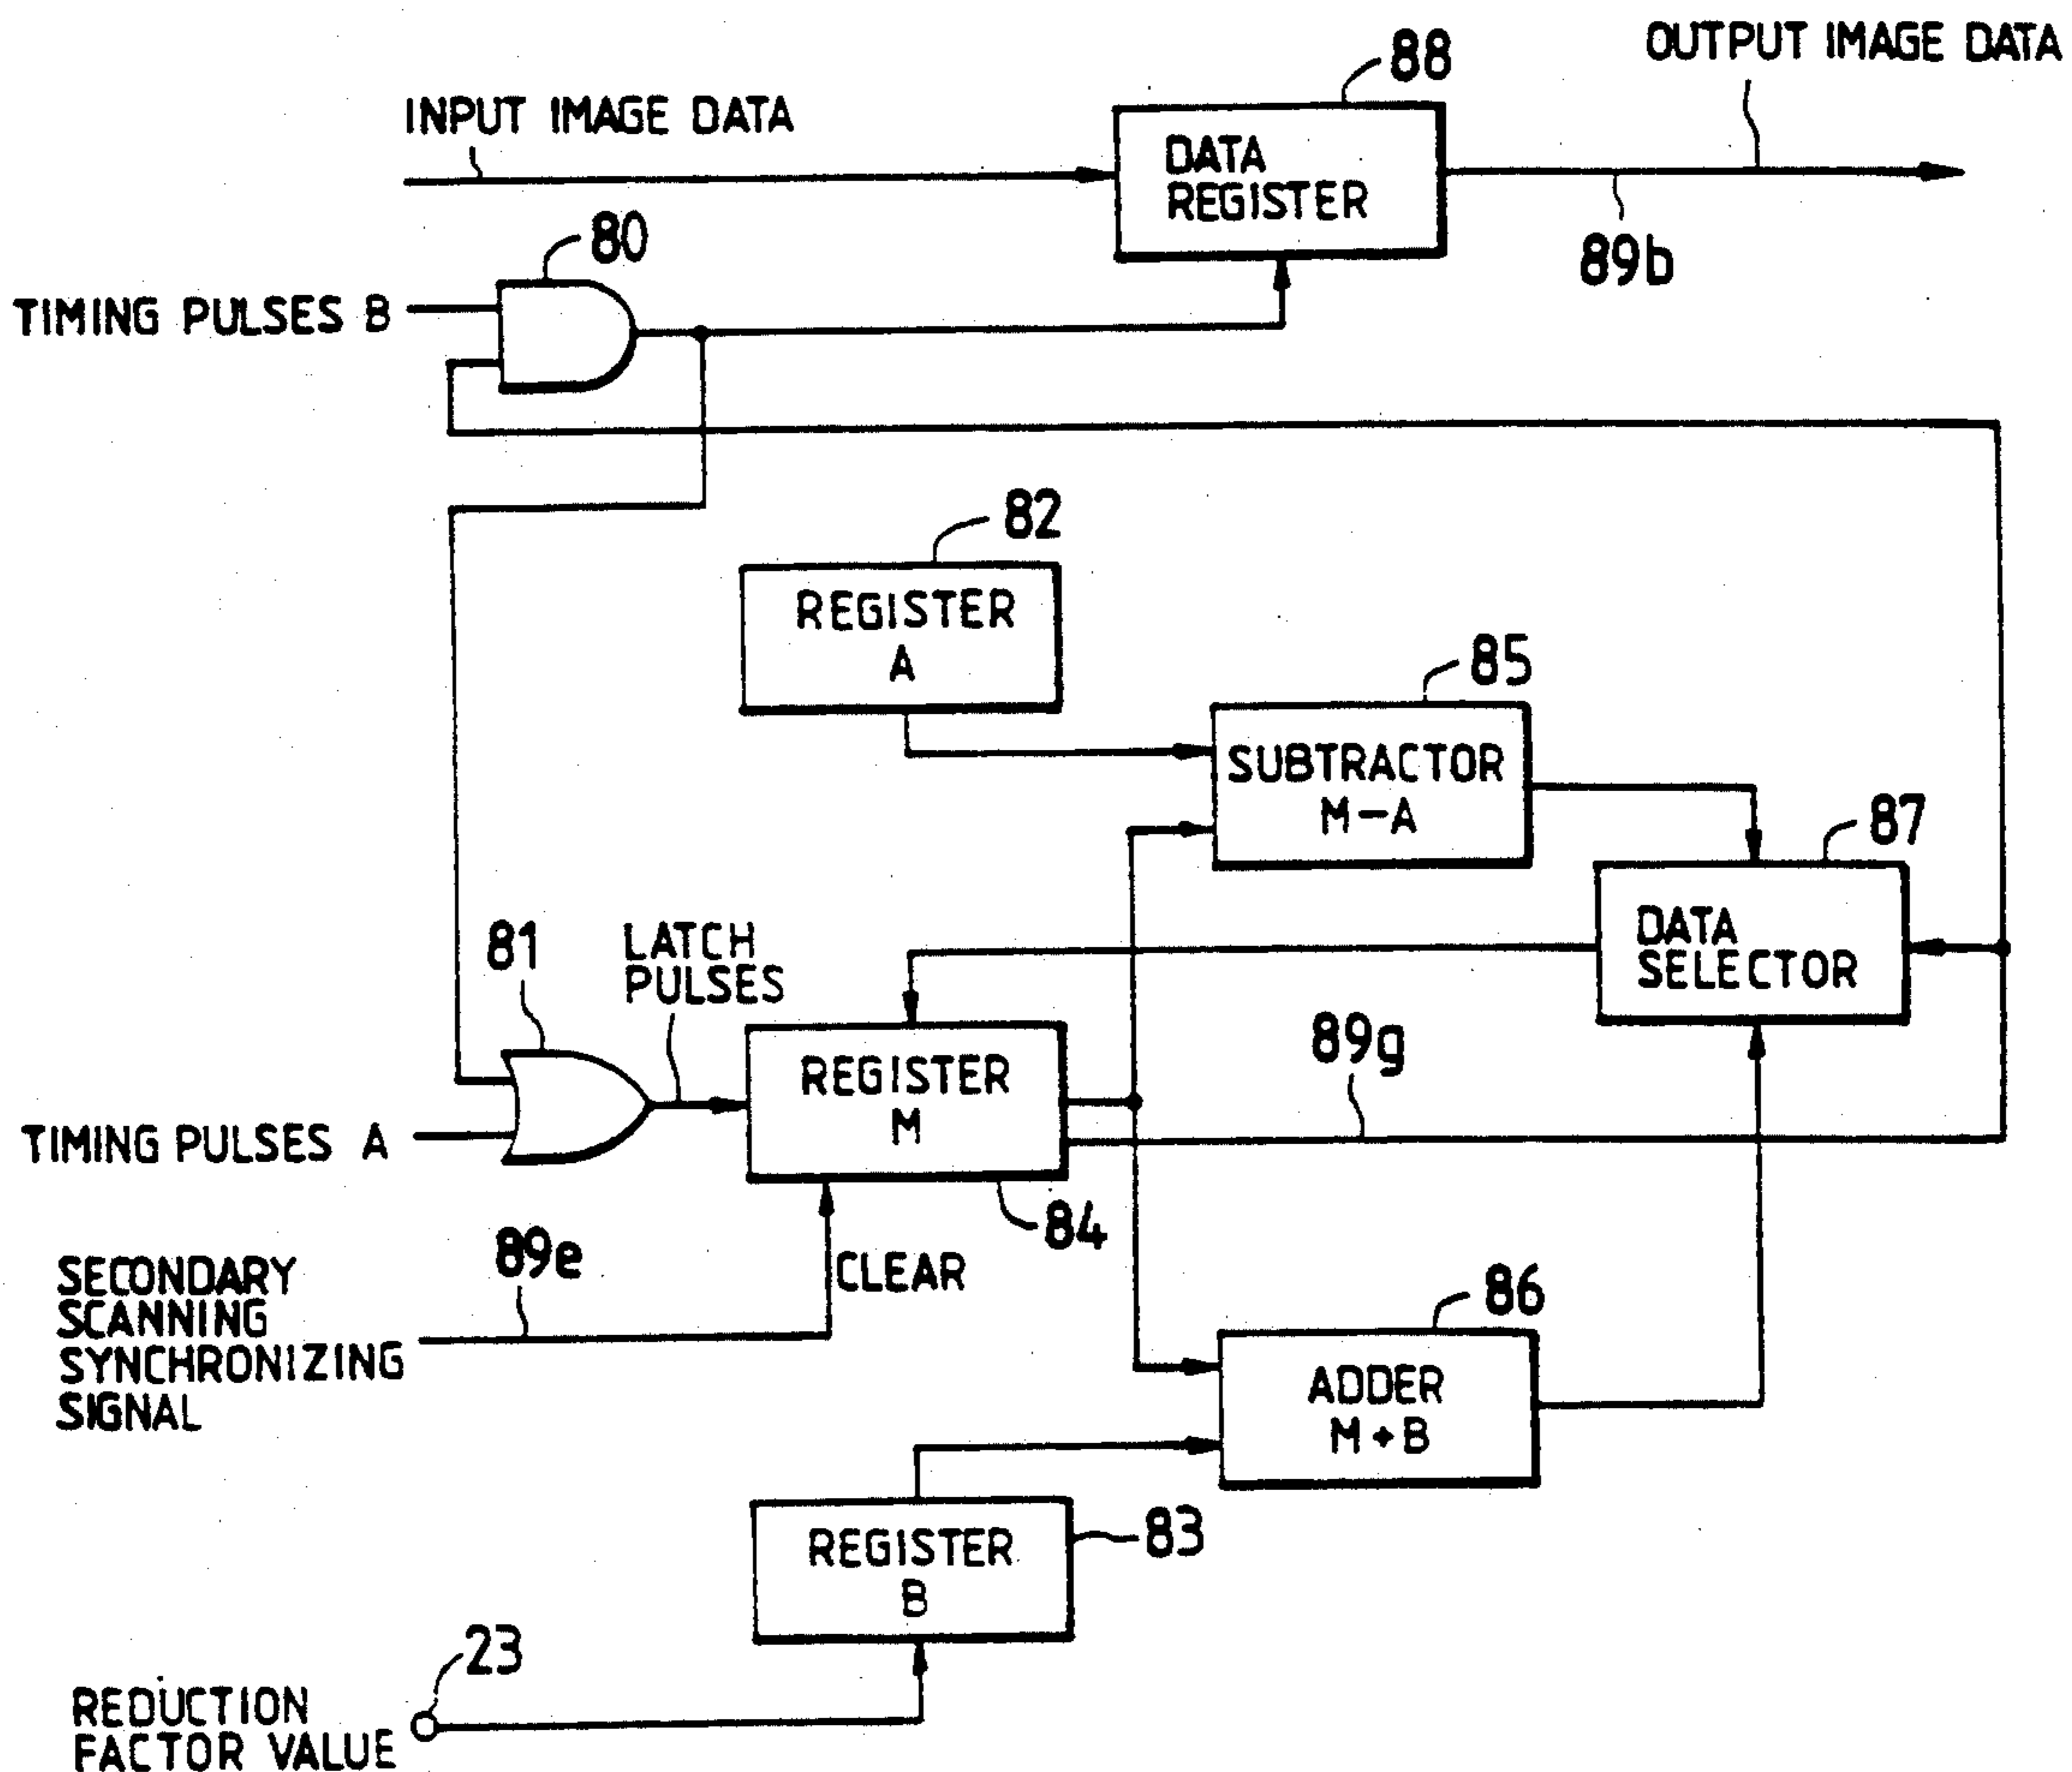 88
OUTPUT IMAGE DATA
INPUT IMAGE DATA
DATA
REGISTER
80
89b
TIMING PULSES B
82
REGISTER
A
85
SUBTRACTOR
M-A
87
81
LATCH
PULSES
DATA
SELECTOR
REGISTER
M
89g
TIMING PULSES A
84
89e
CLEAR
SECONDARY
SCANNING
SYNCHRONIZING
SIGNAL
86
ADDER
M+B
83
REGISTER
B
23
REDUCTION
FACTOR VALUE